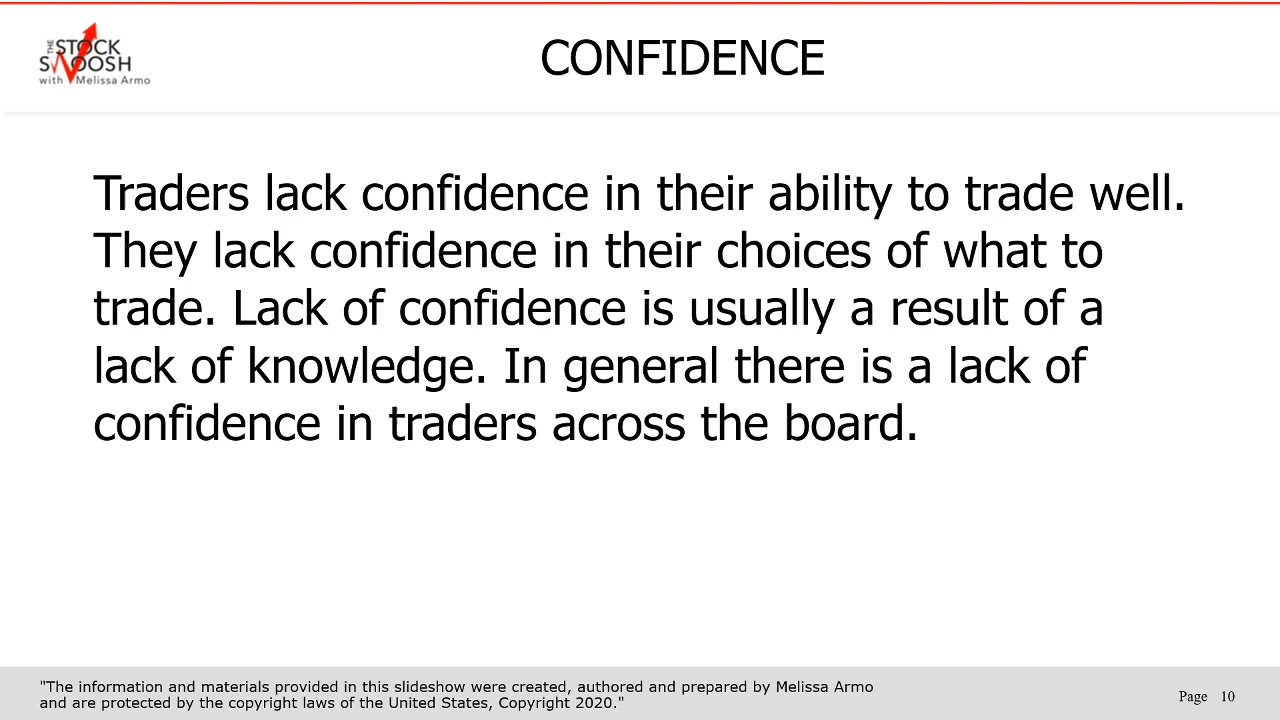 THE
STOCK
SWOOSH
with Melissa Armo
CONFIDENCE
Traders lack confidence in their ability to trade well.
They lack confidence in their choices of what to
trade. Lack of confidence is usually a result of a
lack of knowledge. In general there is a lack of
confidence in traders across the board.
"The information and materials provided in this slideshow were created, authored and prepared by Melissa Armo
and are protected by the copyright laws of the United States, Copyright 2020."
Page 10